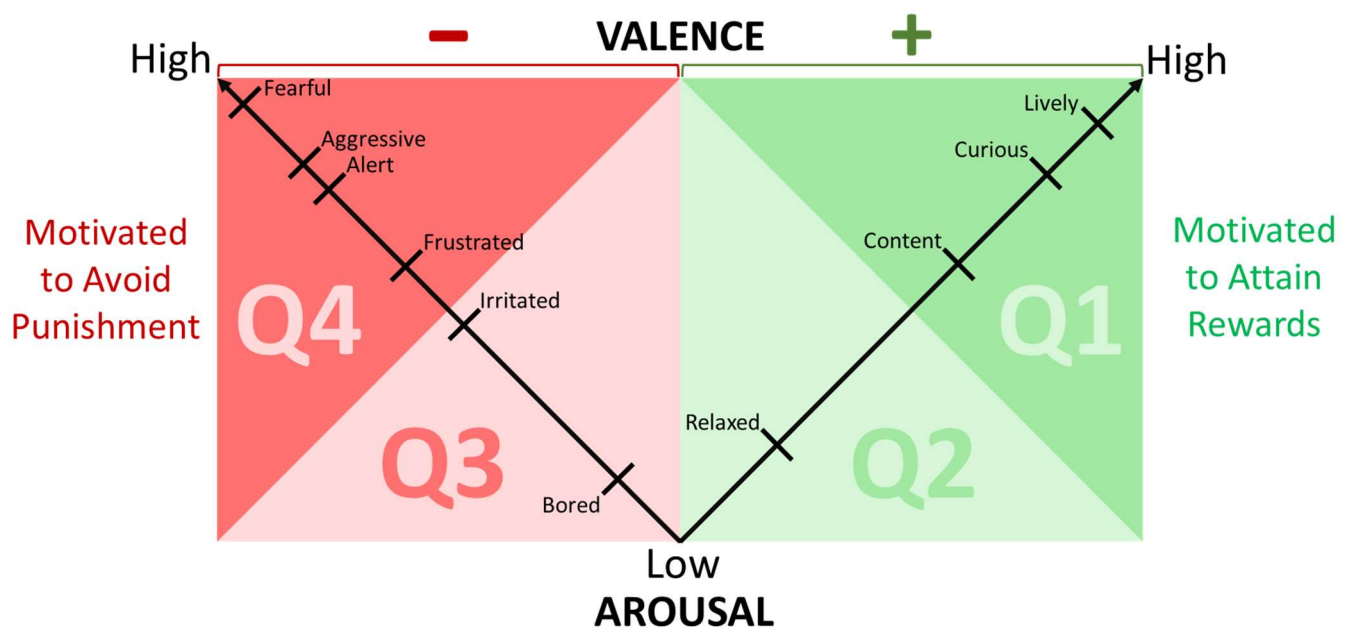 − VALENCE +
High
High
Fearful
Lively
Aggressive
Curious
Alert
Motivated
to Avoid
Punishment
Frustrated
Content
Motivated
to Attain
Rewards
Q4
Irritated
Q1
Relaxed
Q3
Q2
Bored
Low
AROUSAL